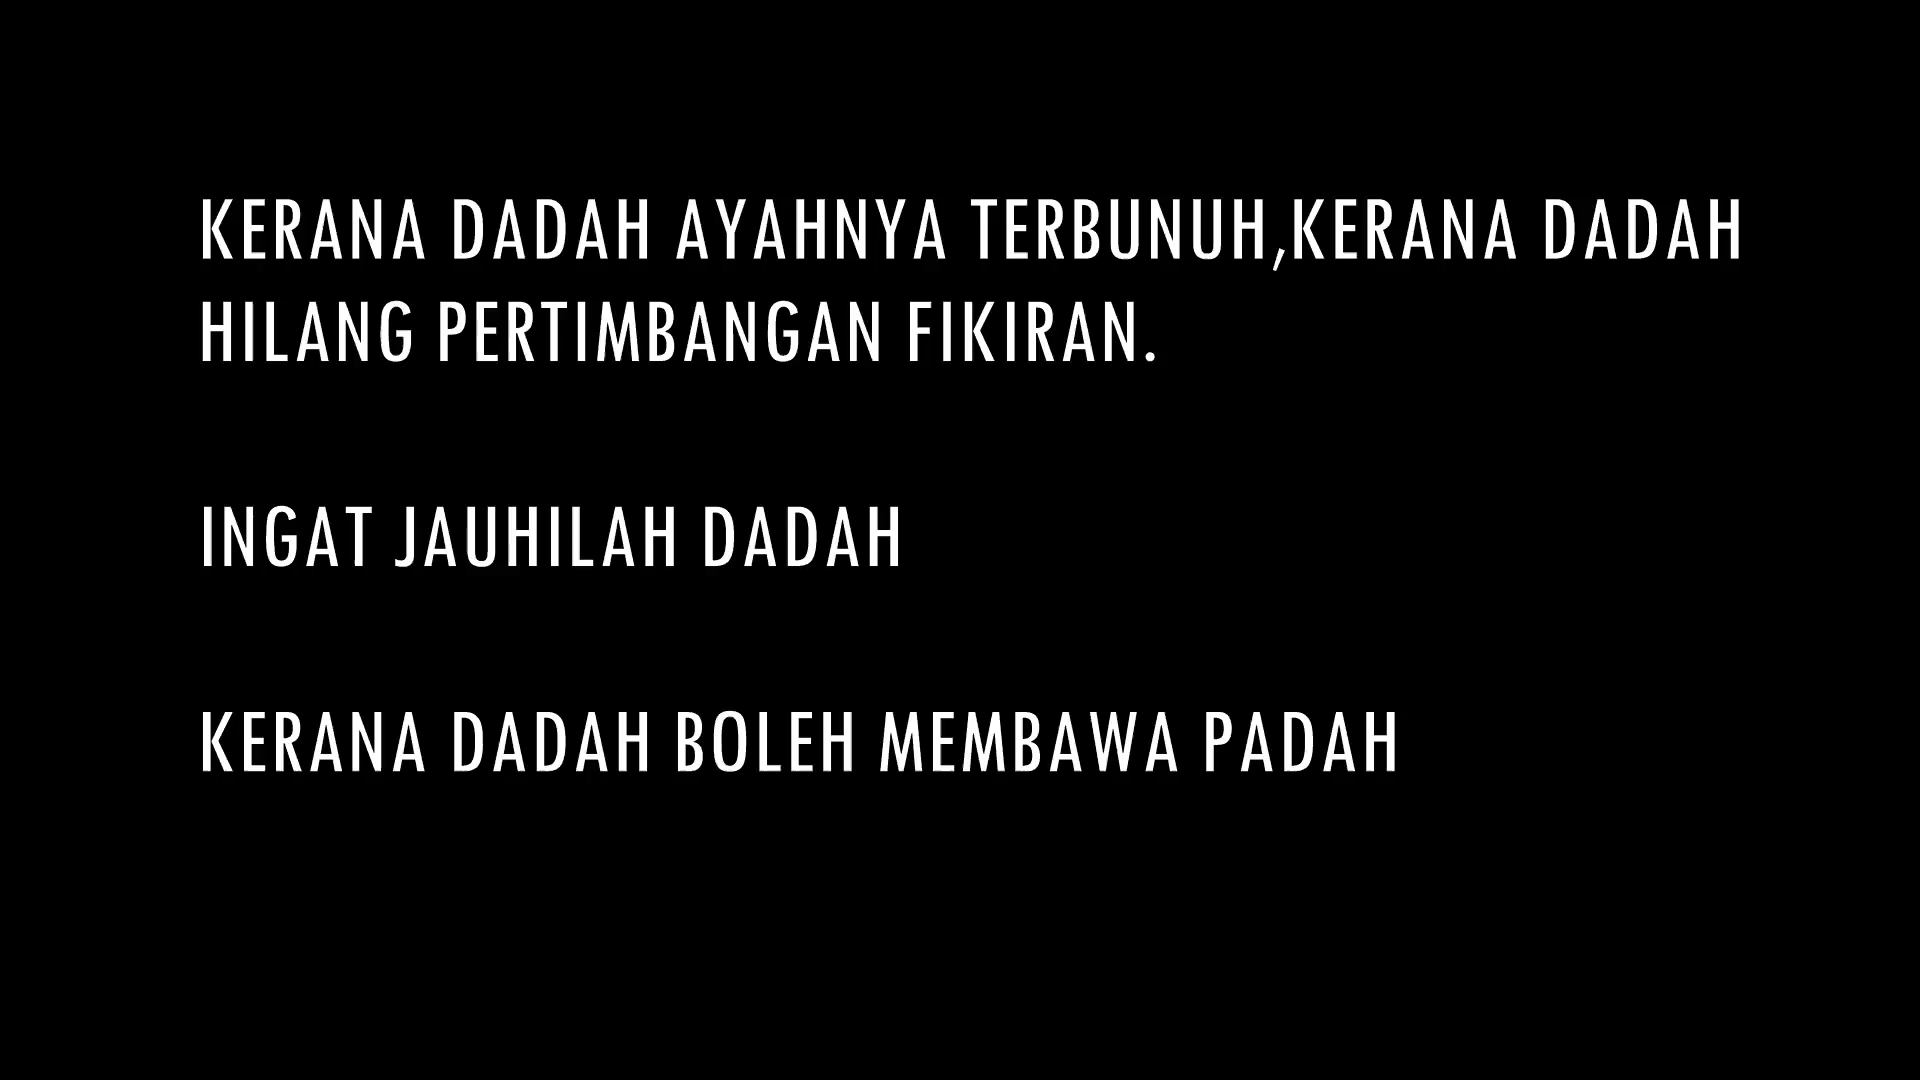 KERANA DADAH AYAHNYA TERBUNUH,KERANA DADAH
HILANG PERTIMBANGAN FIKIRAN.
INGAT JAUHILAH DADAH
KERANA DADAH BOLEH MEMBAWA PADAH